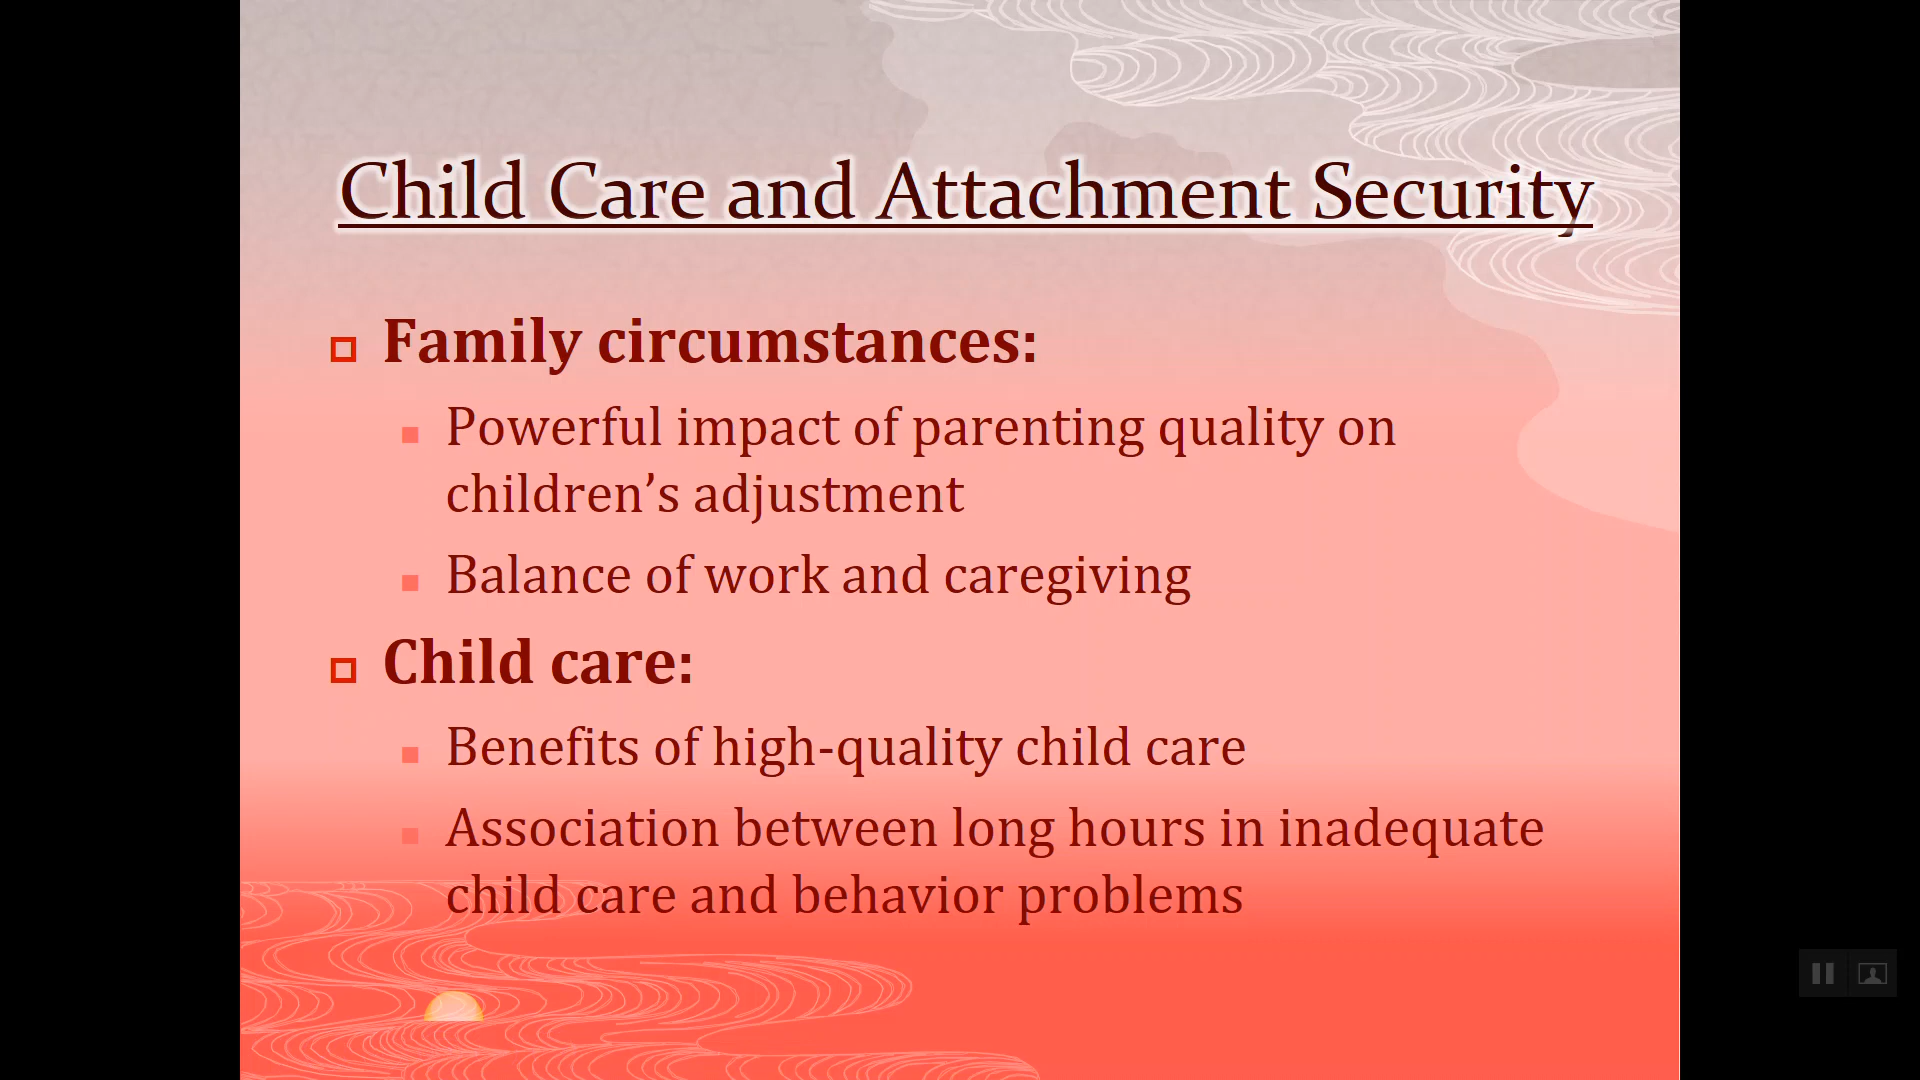 Child Care and Attachment Security
Family circumstances:
Powerful impact of parenting quality on
children’s adjustment
Balance of work and caregiving
Child care:
Benefits of high-quality child care
Association between long hours in inadequate
child care and behavior problems